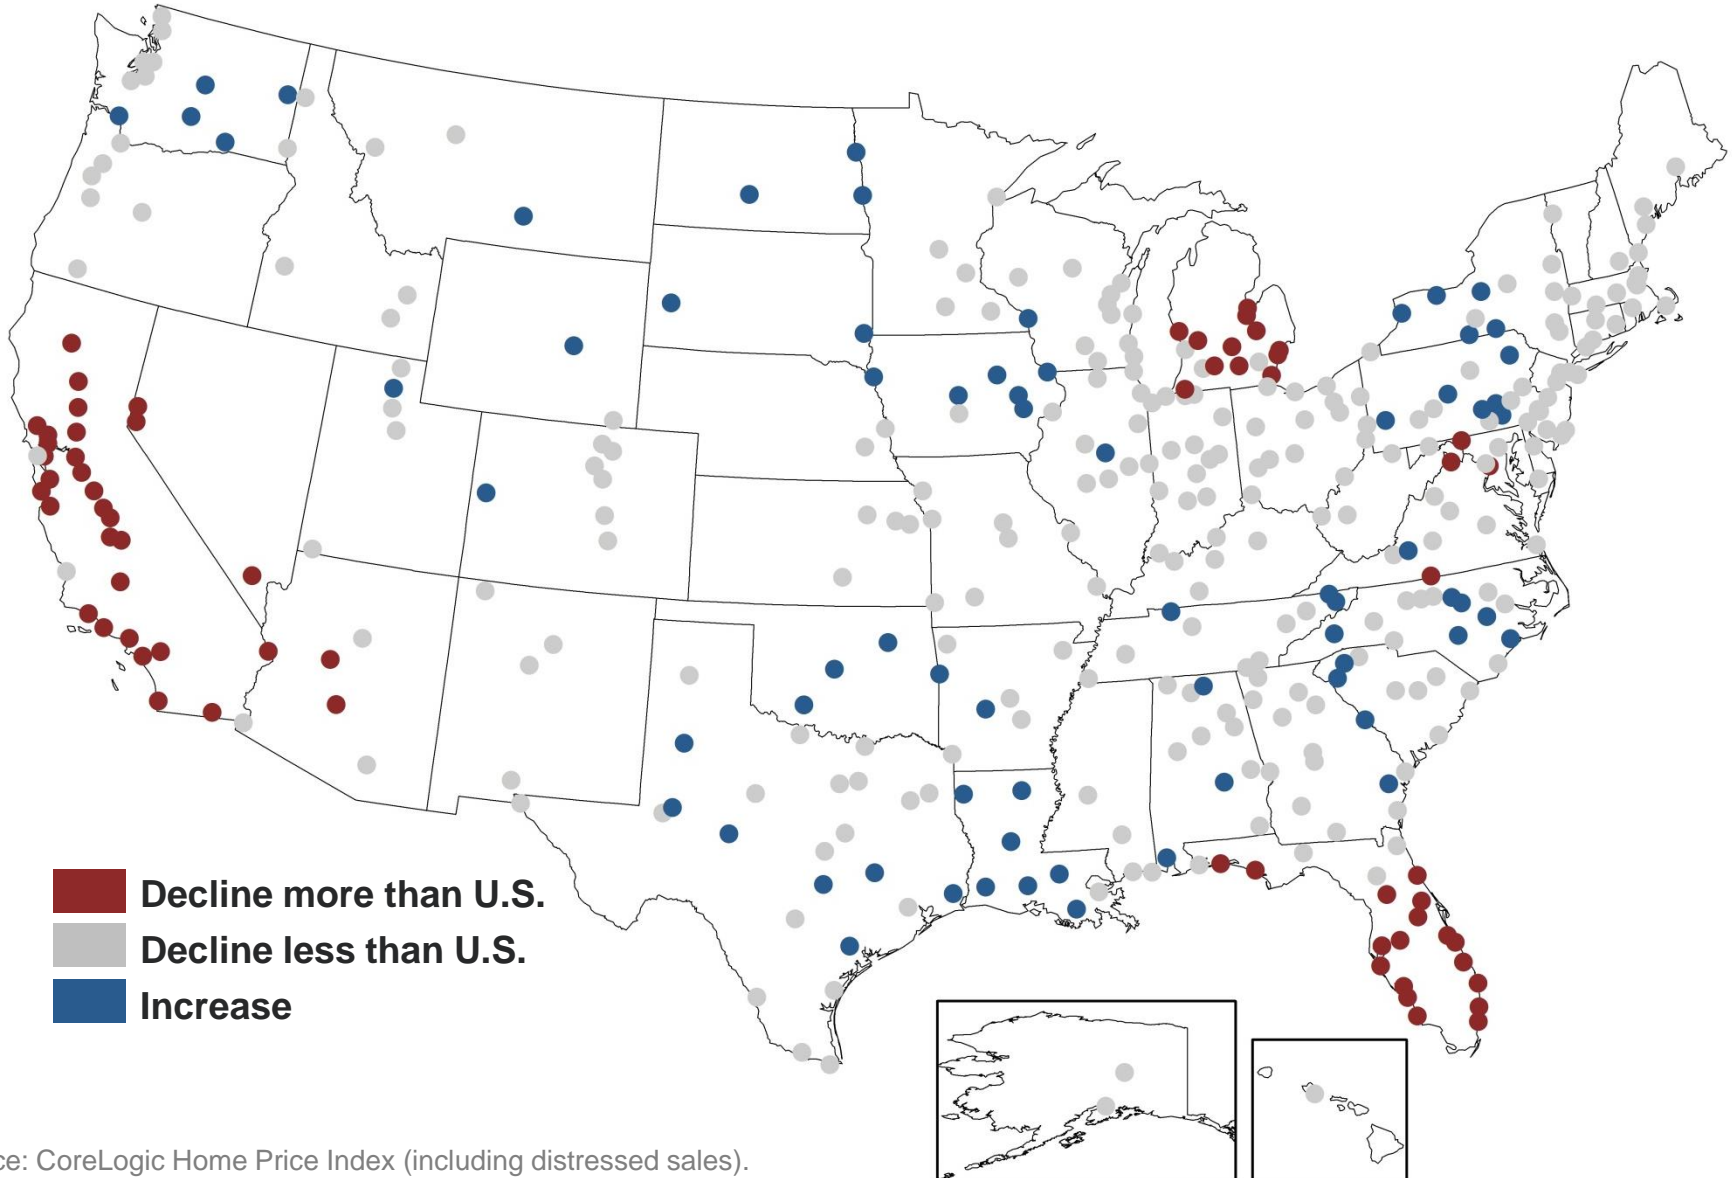 Decline more than U.S.
Decline less than U.S.
Increase
ce: CoreLogic Home Price Index (including distressed sales).